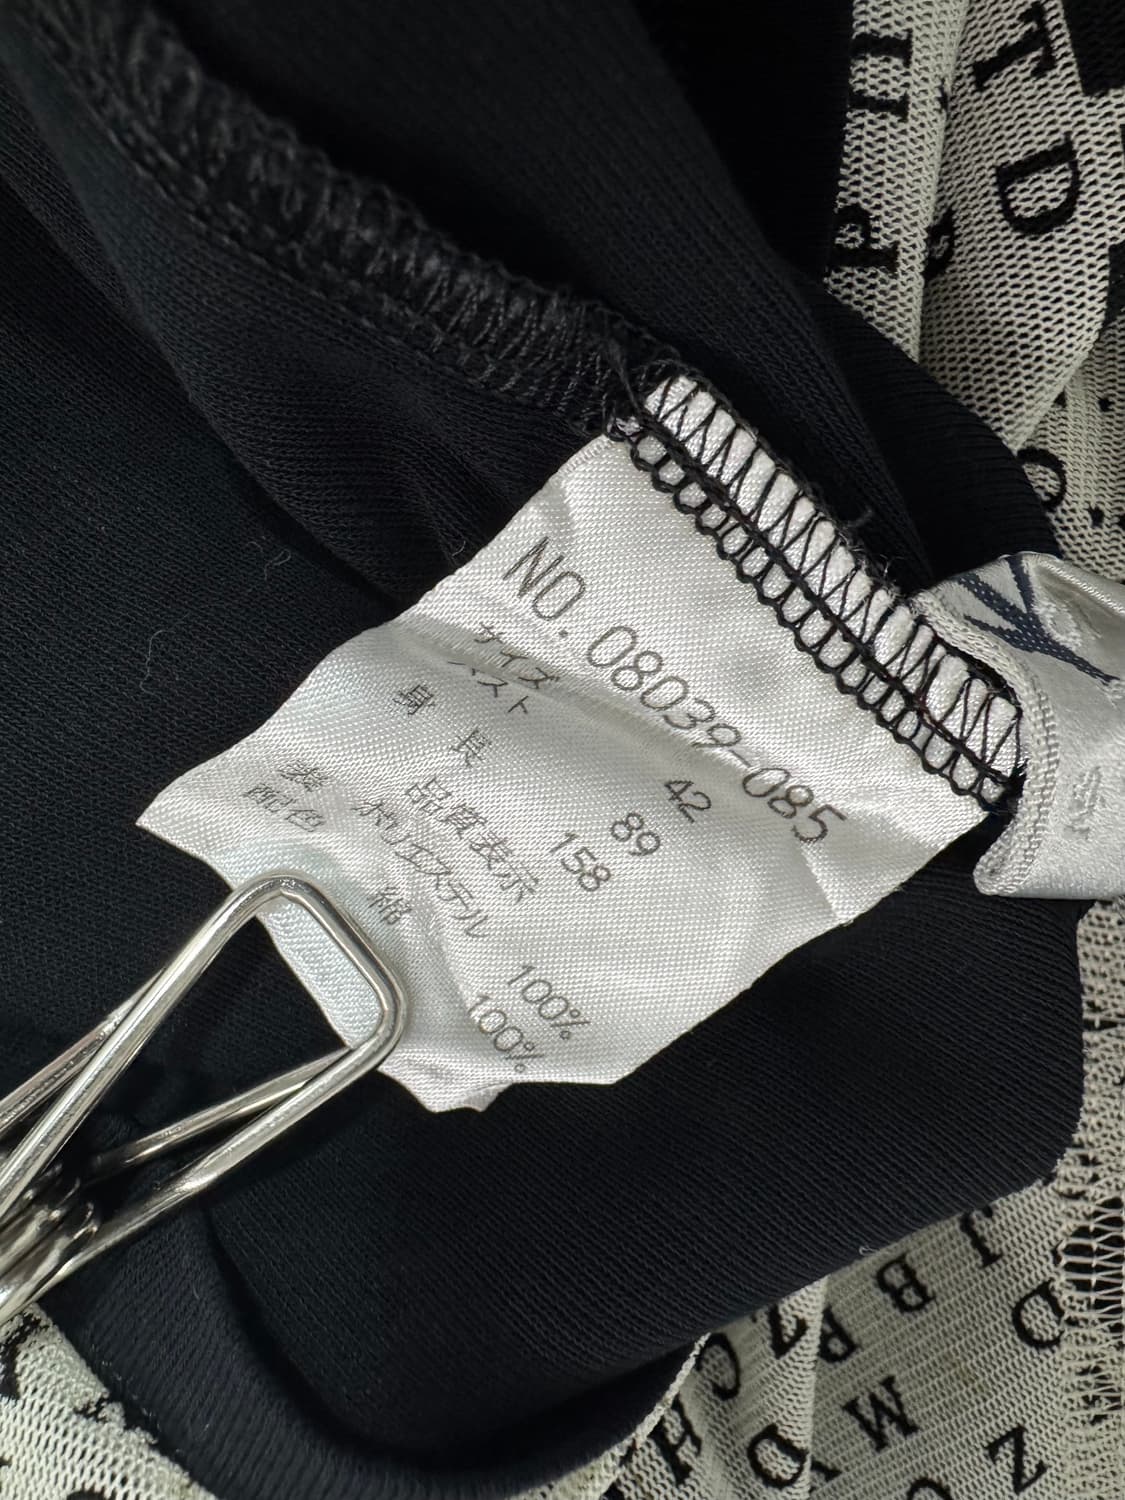 NO. 08039-085
サイズ 42
バスト 89
身長 158
品質表示
表 ポリエステル 100%
配色 綿 100%